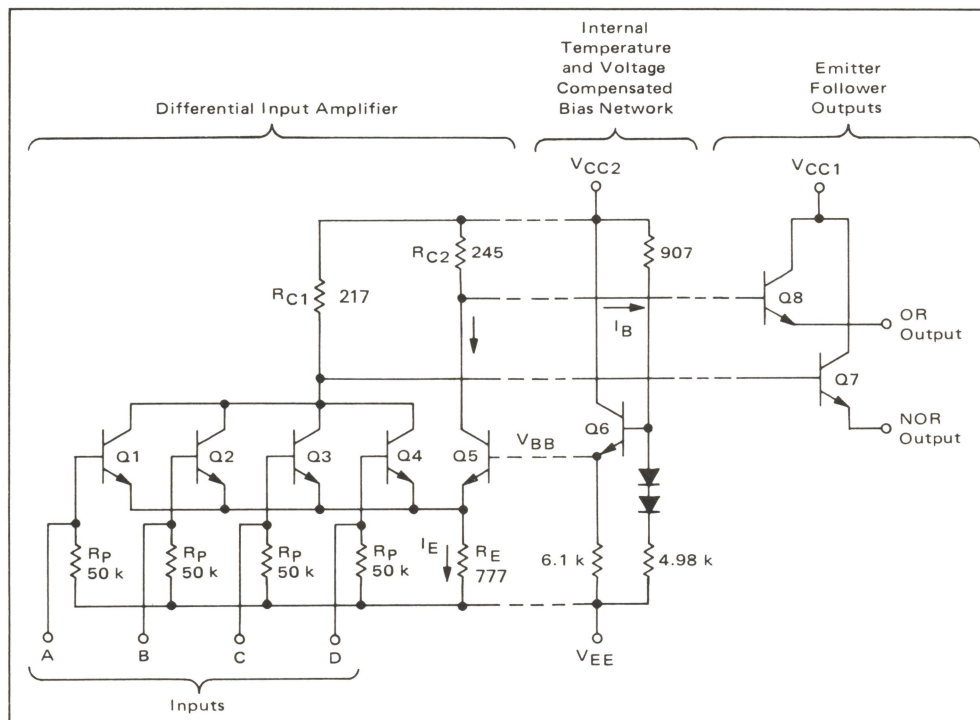 Differential Input Amplifier
Internal
Temperature
and Voltage
Compensated
Bias Network
Emitter
Follower
Outputs
VCC2
VCC1
RC1
217
RC2
245
907
IB
Q8
OR
Output
Q7
NOR
Output
Q1
Q2
Q3
Q4
Q5
VBB
Q6
RP
50 k
RP
50 k
RP
50 k
RP
50 k
IE
RE
777
6.1 k
4.98 k
A
B
C
D
VEE
Inputs